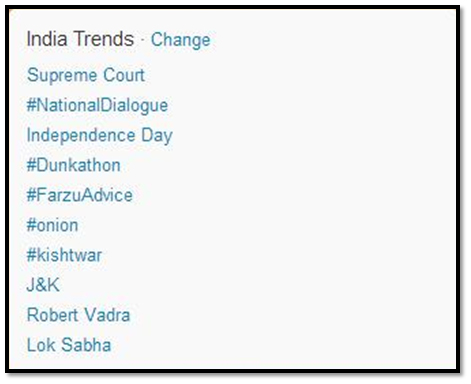 India Trends · Change
Supreme Court
#NationalDialogue
Independence Day
#Dunkathon
#FarzuAdvice
#onion
#kishtwar
J&K
Robert Vadra
Lok Sabha